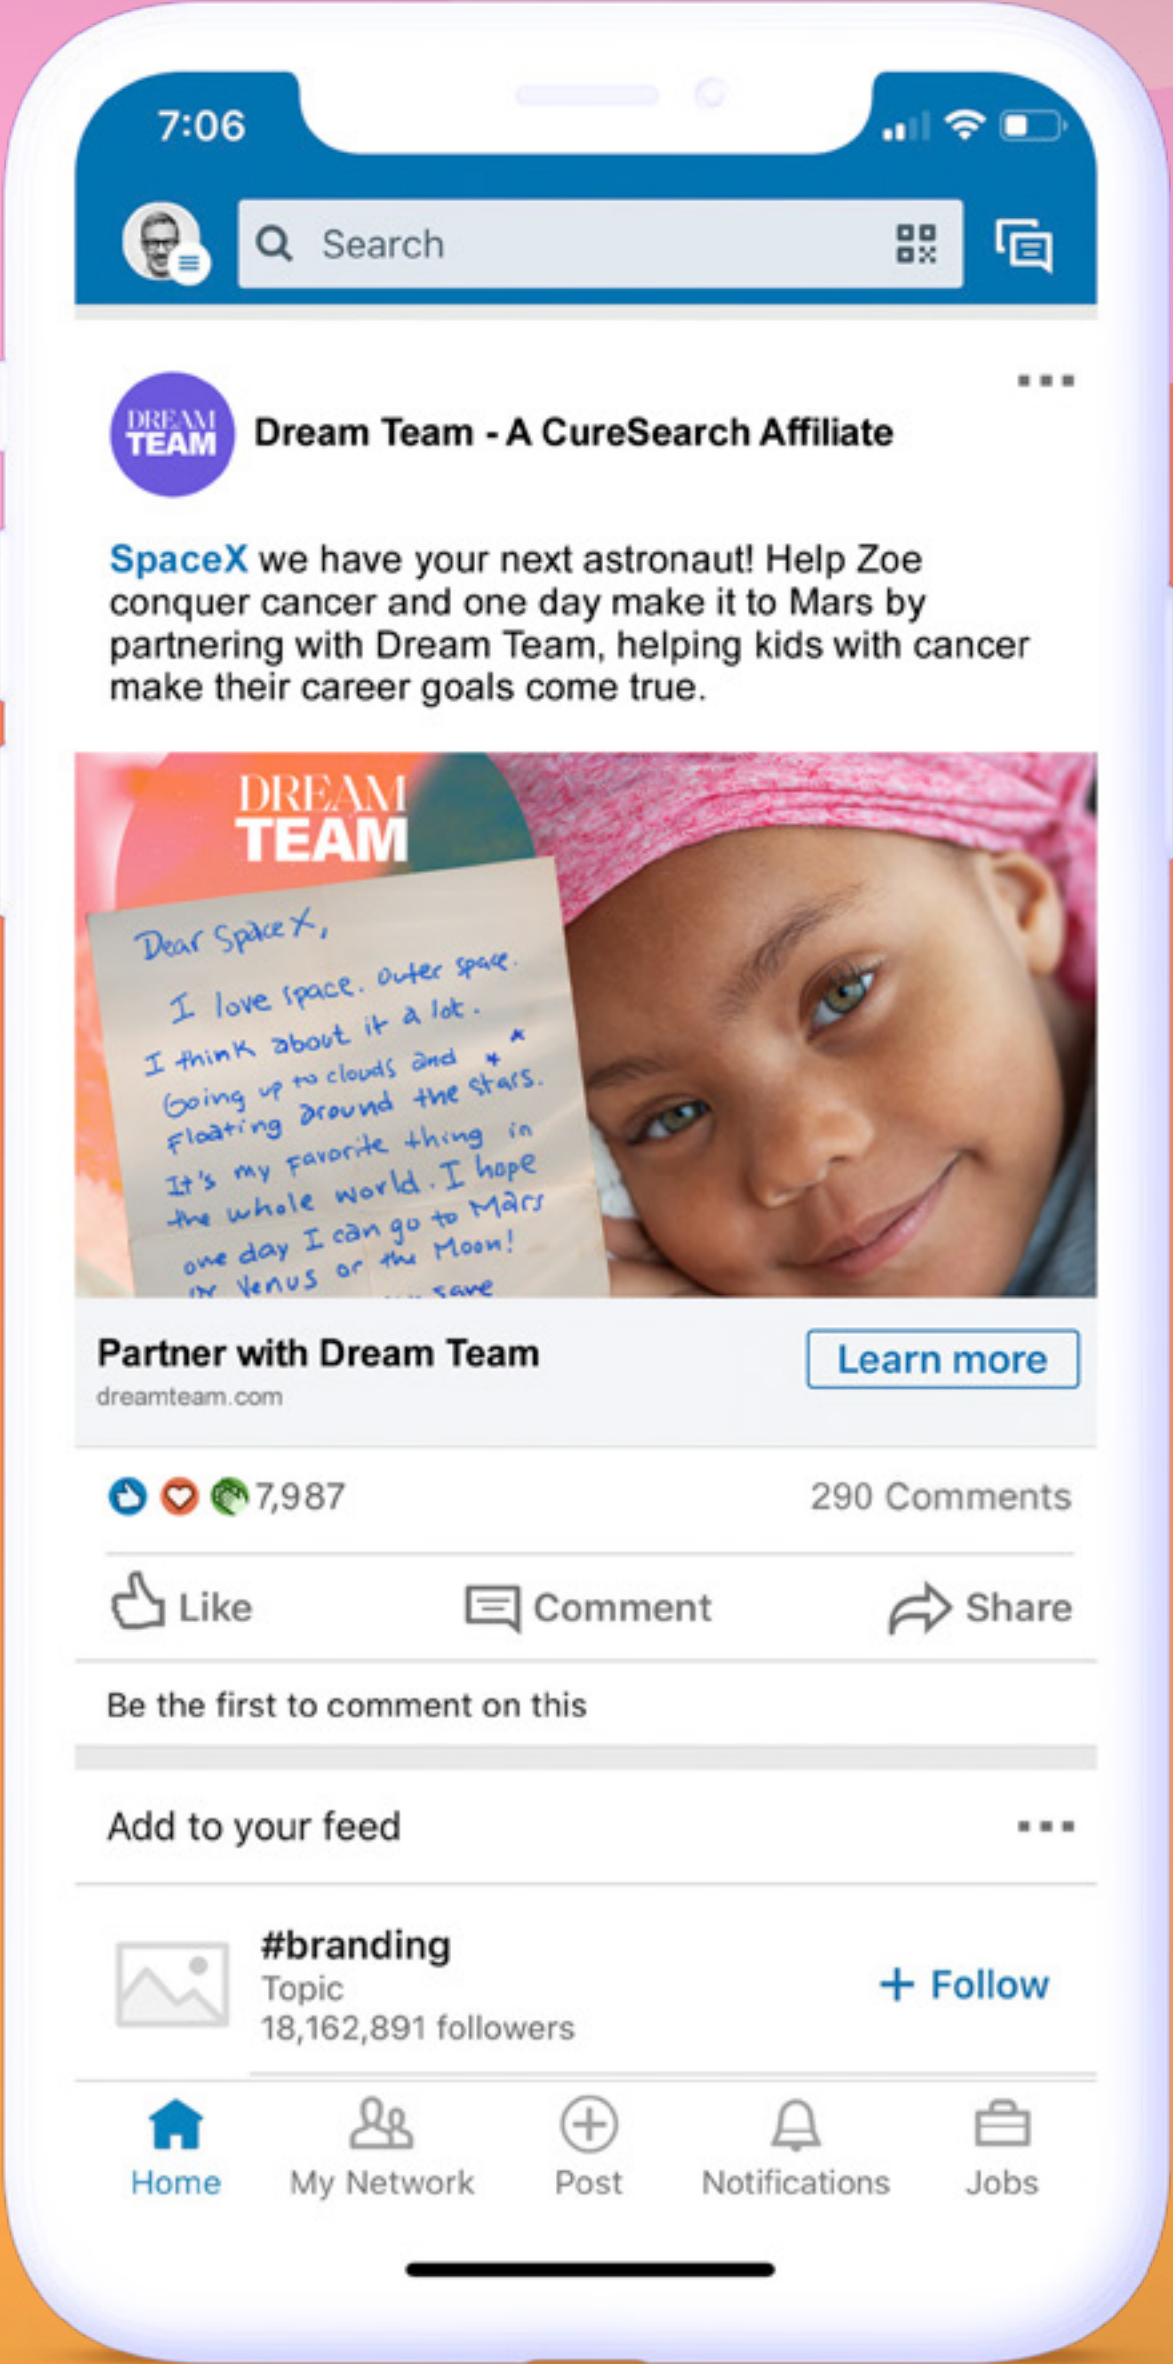 7:06
Search
DREAM
TEAM
Dream Team - A CureSearch Affiliate
SpaceX we have your next astronaut! Help Zoe
conquer cancer and one day make it to Mars by
partnering with Dream Team, helping kids with cancer
make their career goals come true.
DREAM
TEAM
Dear SpaceX,
I love space. Outer space.
I think about it a lot.
Going up to clouds and
Floating around the stars.
It's my favorite thing in
the whole world. I hope
one day I can go to Mars
or Venus or the Moon!
save
Partner with Dream Team
Learn more
dreamteam.com
7,987
290 Comments
Like
Comment
Share
Be the first to comment on this
Add to your feed
#branding
Topic
+ Follow
18,162,891 followers
Home
My Network
Post
Notifications
Jobs